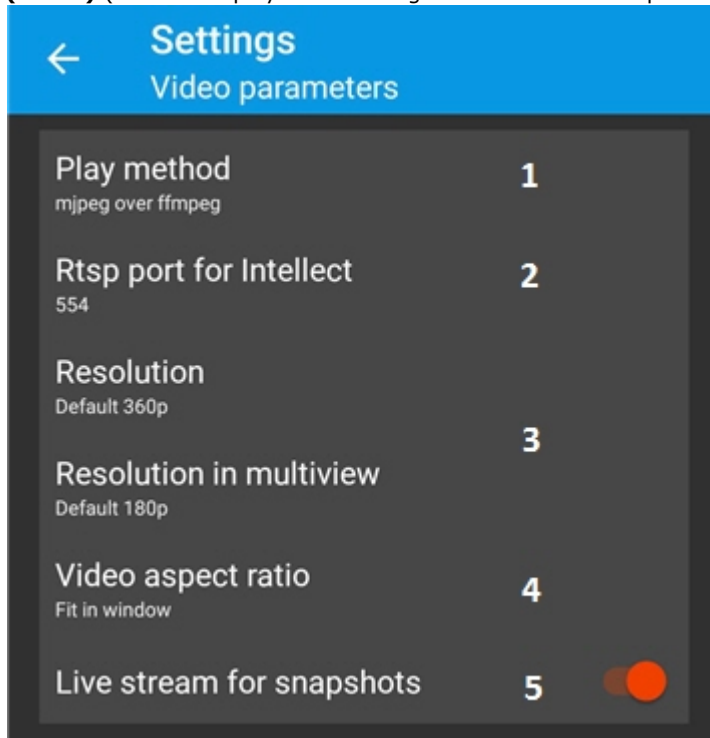 Settings
Video parameters
Play method 1
mjpeg over ffmpeg
Rtsp port for Intellect 2
554
Resolution
Default 360p
3
Resolution in multiview
Default 180p
Video aspect ratio 4
Fit in window
Live stream for snapshots 5